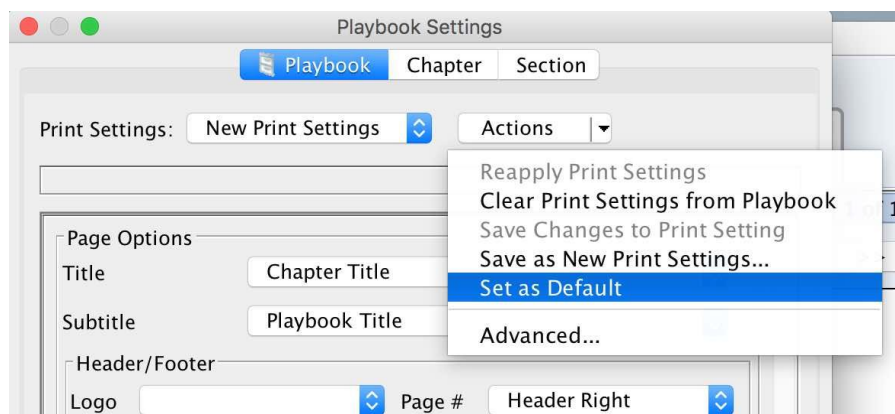 Playbook Settings
Playbook Chapter Section
Print Settings: New Print Settings Actions
Reapply Print Settings
Clear Print Settings from Playbook
Save Changes to Print Setting
Save as New Print Settings...
Set as Default
Advanced...
Page Options
Title Chapter Title
Subtitle Playbook Title
Header/Footer
Logo Page # Header Right